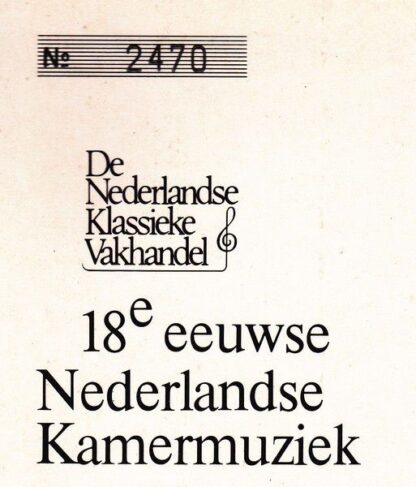 № 2470
De
Nederlandse
Klassieke
Vakhandel
18e eeuwse
Nederlandse
Kamermuziek